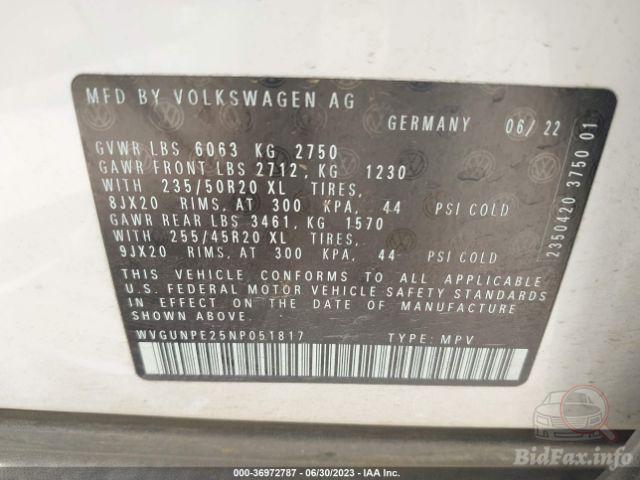 MFD BY VOLKSWAGEN AG
GERMANY 06/ 22
GVWR LBS 6063 KG 2750
GAWR FRONT LBS 2712, KG 1230
WITH 235/50R20 XL TIRES,
8JX20 RIMS, AT 300 KPA, 44 PSI COLD
GAWR REAR LBS 3461, KG 1570
WITH 255/45R20 XL TIRES,
9JX20 RIMS, AT 300 KPA, 44 PSI COLD
THIS VEHICLE CONFORMS TO ALL APPLICABLE
U.S. FEDERAL MOTOR VEHICLE SAFETY STANDARDS
IN EFFECT ON THE DATE OF MANUFACTURE
SHOWN ABOVE.
WVGUNPE25NP051817 TYPE: MPV
2350420 3750 01
BidFax.info
© 36972787 - 06/30/2023 - IAA Inc.